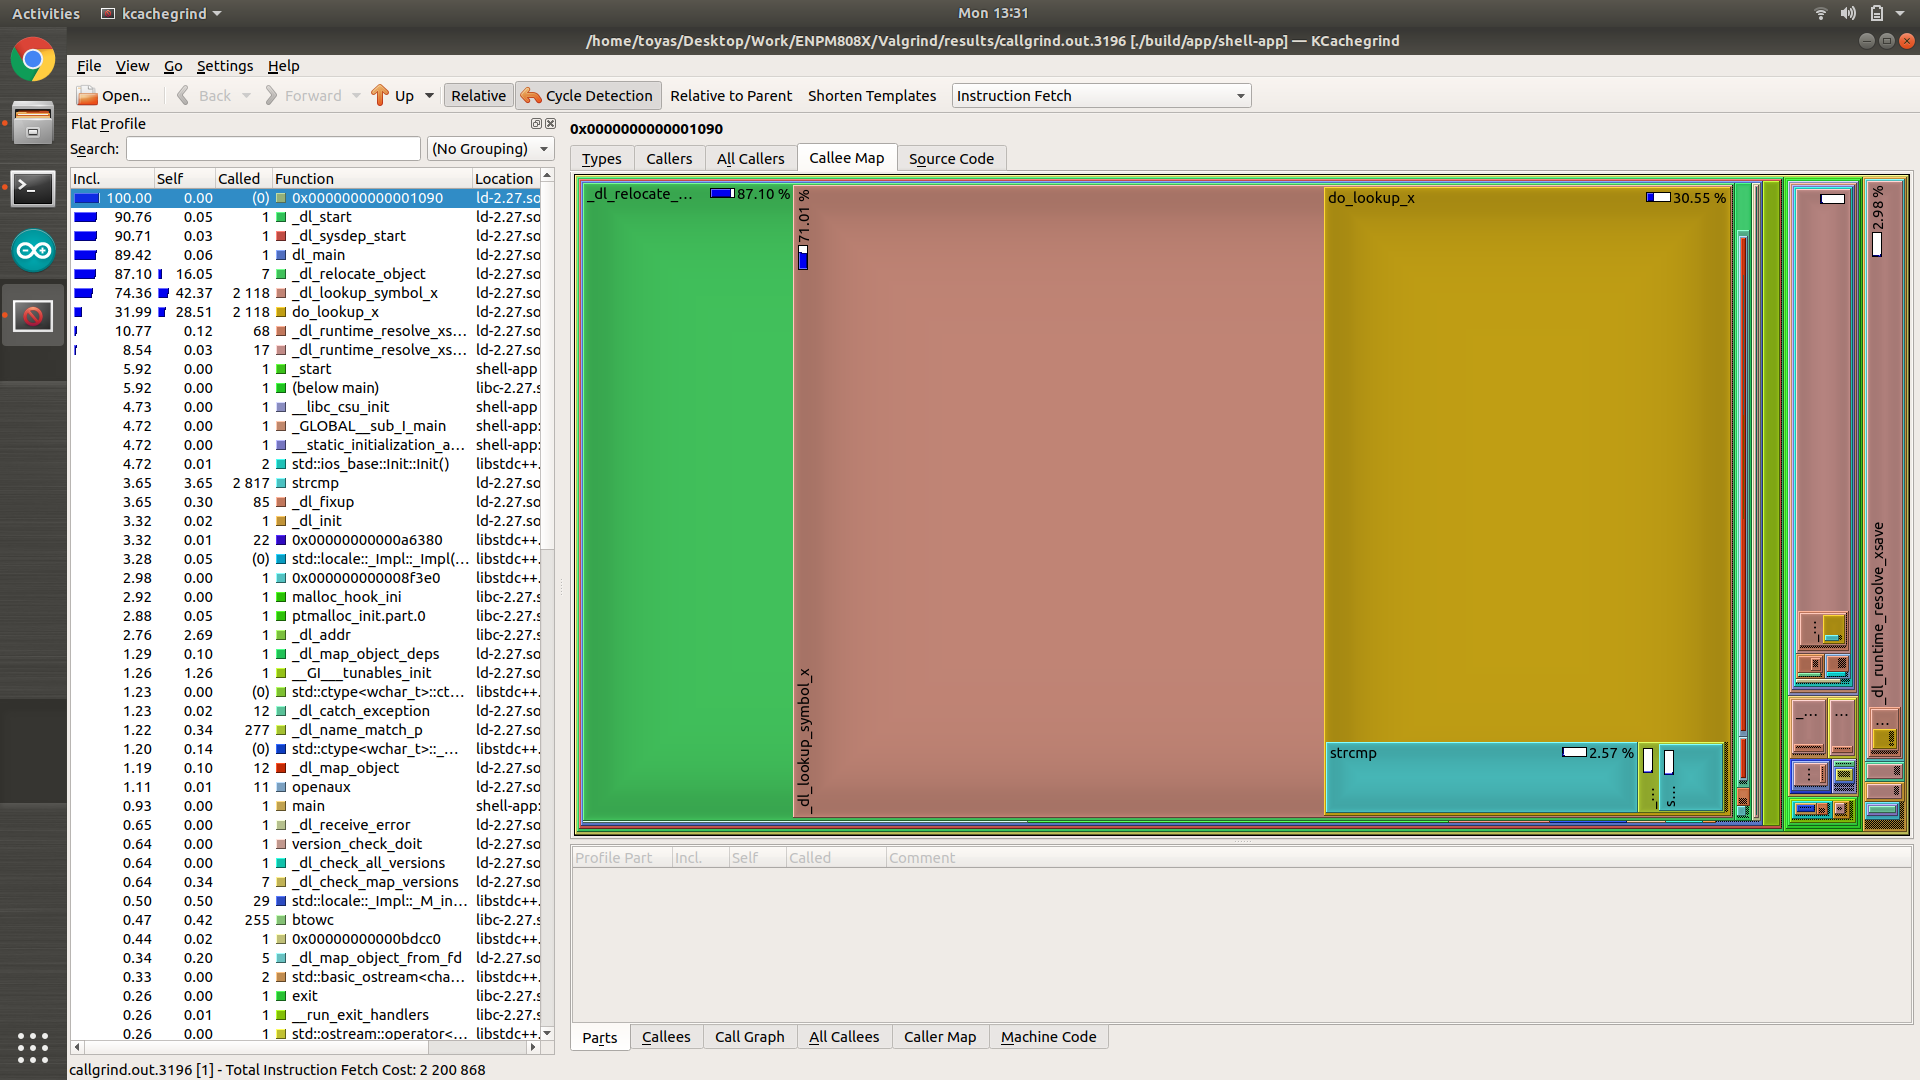 Activities kcachegrind Mon 13:31
/home/toyas/Desktop/Work/ENPM808X/Valgrind/results/callgrind.out.3196 [./build/app/shell-app] — KCachegrind
File View Go Settings Help
Open... Back Forward Up Relative Cycle Detection Relative to Parent Shorten Templates Instruction Fetch
Flat Profile
Search: (No Grouping)
Incl. Self Called Function Location
100.00 0.00 (0) 0x0000000000001090 ld-2.27.so
90.76 0.05 1 _dl_start ld-2.27.so
90.71 0.03 1 _dl_sysdep_start ld-2.27.so
89.42 0.06 1 dl_main ld-2.27.so
87.10 16.05 7 _dl_relocate_object ld-2.27.so
74.36 42.37 2 118 _dl_lookup_symbol_x ld-2.27.so
31.99 28.51 2 118 do_lookup_x ld-2.27.so
10.77 0.12 68 _dl_runtime_resolve_xs... ld-2.27.so
8.54 0.03 17 _dl_runtime_resolve_xs... ld-2.27.so
5.92 0.00 1 _start shell-app
5.92 0.00 1 (below main) libc-2.27.s
4.73 0.00 1 __libc_csu_init shell-app
4.72 0.00 1 _GLOBAL__sub_I_main shell-app:
4.72 0.00 1 __static_initialization_a... shell-app:
4.72 0.01 2 std::ios_base::Init::Init() libstdc++.
3.65 3.65 2 817 strcmp ld-2.27.so
3.65 0.30 85 _dl_fixup ld-2.27.so
3.32 0.02 1 _dl_init ld-2.27.so
3.32 0.01 22 0x00000000000a6380 libstdc++.
3.28 0.05 (0) std::locale::_Impl::_Impl(... libstdc++.
2.98 0.00 1 0x000000000008f3e0 libstdc++.
2.92 0.00 1 malloc_hook_ini libc-2.27.s
2.88 0.05 1 ptmalloc_init.part.0 libc-2.27.s
2.76 2.69 1 _dl_addr libc-2.27.s
1.29 0.10 1 _dl_map_object_deps ld-2.27.so
1.26 1.26 1 __GI___tunables_init ld-2.27.so
1.23 0.00 (0) std::ctype<wchar_t>::ct... libstdc++.
1.23 0.02 12 _dl_catch_exception ld-2.27.so
1.22 0.34 277 _dl_name_match_p ld-2.27.so
1.20 0.14 (0) std::ctype<wchar_t>::_... libstdc++.
1.19 0.10 12 _dl_map_object ld-2.27.so
1.11 0.01 11 openaux ld-2.27.so
0.93 0.00 1 main shell-app:
0.65 0.00 1 _dl_receive_error ld-2.27.so
0.64 0.00 1 version_check_doit ld-2.27.so
0.64 0.00 1 _dl_check_all_versions ld-2.27.so
0.64 0.34 7 _dl_check_map_versions ld-2.27.so
0.50 0.50 29 std::locale::_Impl::_M_in... libstdc++.
0.47 0.42 255 btowc libc-2.27.s
0.44 0.02 1 0x00000000000bdcc0 libstdc++.
0.34 0.20 5 _dl_map_object_from_fd ld-2.27.so
0.33 0.00 2 std::basic_ostream<cha... libstdc++.
0.26 0.00 1 exit libc-2.27.s
0.26 0.01 1 __run_exit_handlers libc-2.27.s
0.26 0.00 1 std::ostream::operator<... libstdc++.
0x0000000000001090
Types Callers All Callers Callee Map Source Code
_dl_relocate_... 87.10 %
_dl_lookup_symbol_x 71.01 %
do_lookup_x 30.55 %
strcmp 2.57 %
_...
s...
_dl_runtime_resolve_xsave 2.98 %
Profile Part Incl. Self Called Comment
Parts Callees Call Graph All Callees Caller Map Machine Code
callgrind.out.3196 [1] - Total Instruction Fetch Cost: 2 200 868